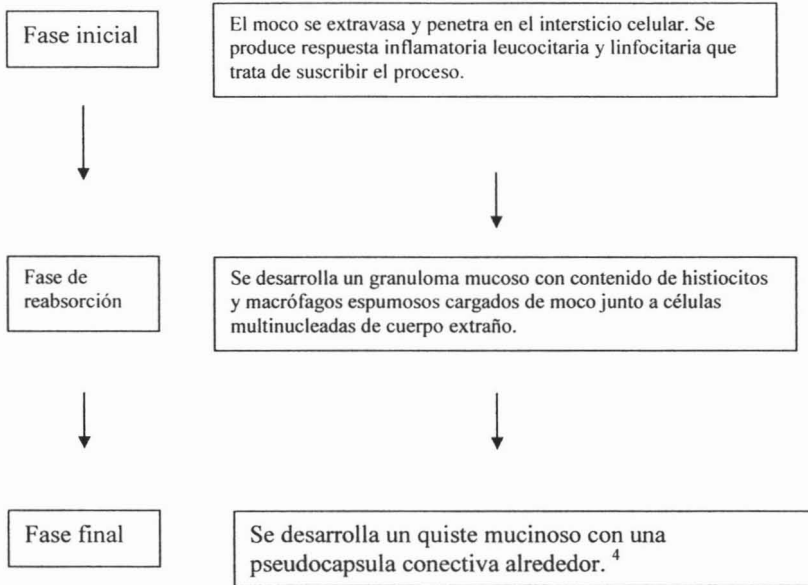 Fase inicial
El moco se extravasa y penetra en el intersticio celular. Se
produce respuesta inflamatoria leucocitaria y linfocitaria que
trata de suscribir el proceso.
Fase de
reabsorción
Se desarrolla un granuloma mucoso con contenido de histiocitos
y macrófagos espumosos cargados de moco junto a células
multinucleadas de cuerpo extraño.
Fase final
Se desarrolla un quiste mucinoso con una
pseudocapsula conectiva alrededor. 4